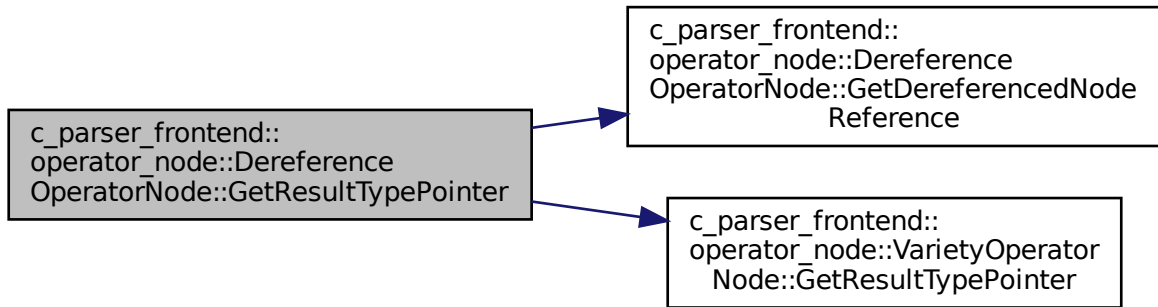 c_parser_frontend::
operator_node::Dereference
OperatorNode::GetResultTypePointer
c_parser_frontend::
operator_node::Dereference
OperatorNode::GetDereferencedNode
Reference
c_parser_frontend::
operator_node::VarietyOperator
Node::GetResultTypePointer